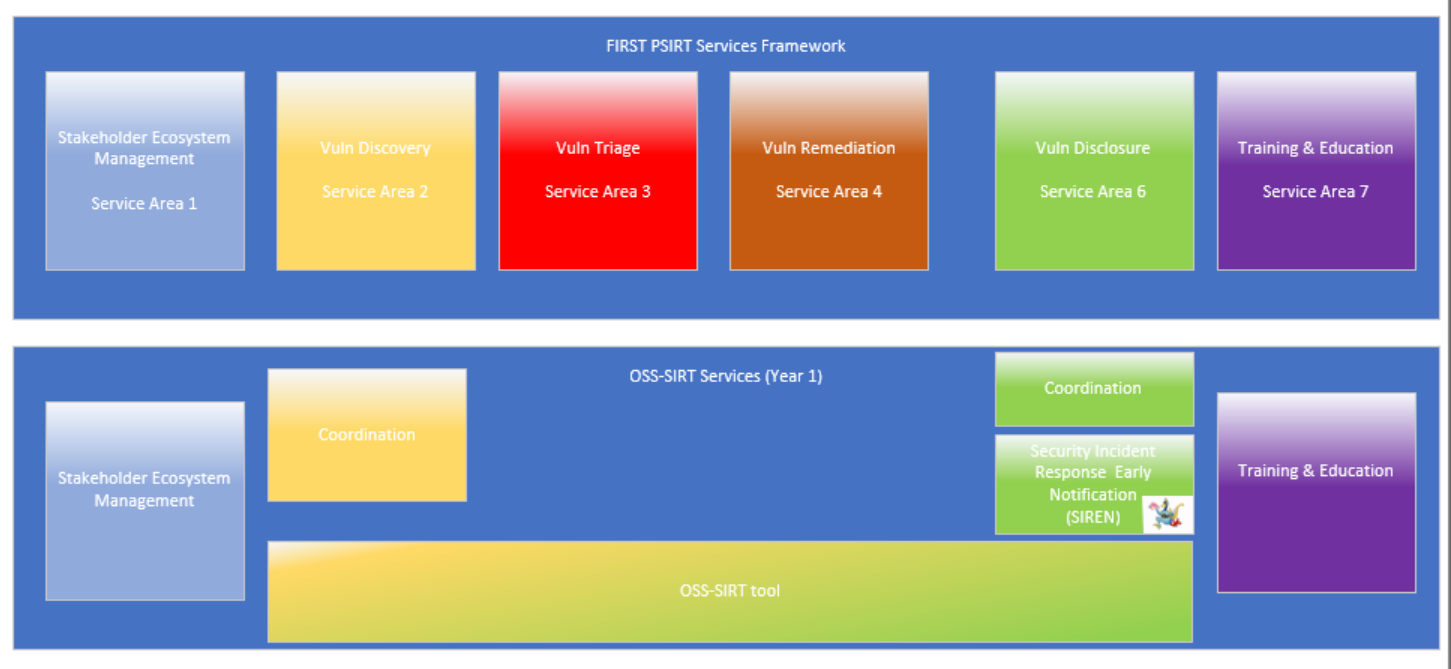 FIRST PSIRT Services Framework
Stakeholder Ecosystem
Management
Service Area 1
Vuln Discovery
Service Area 2
Vuln Triage
Service Area 3
Vuln Remediation
Service Area 4
Vuln Disclosure
Service Area 6
Training & Education
Service Area 7
OSS-SIRT Services (Year 1)
Stakeholder Ecosystem
Management
Coordination
Coordination
Security Incident
Response Early
Notification
(SIREN)
Training & Education
OSS-SIRT tool